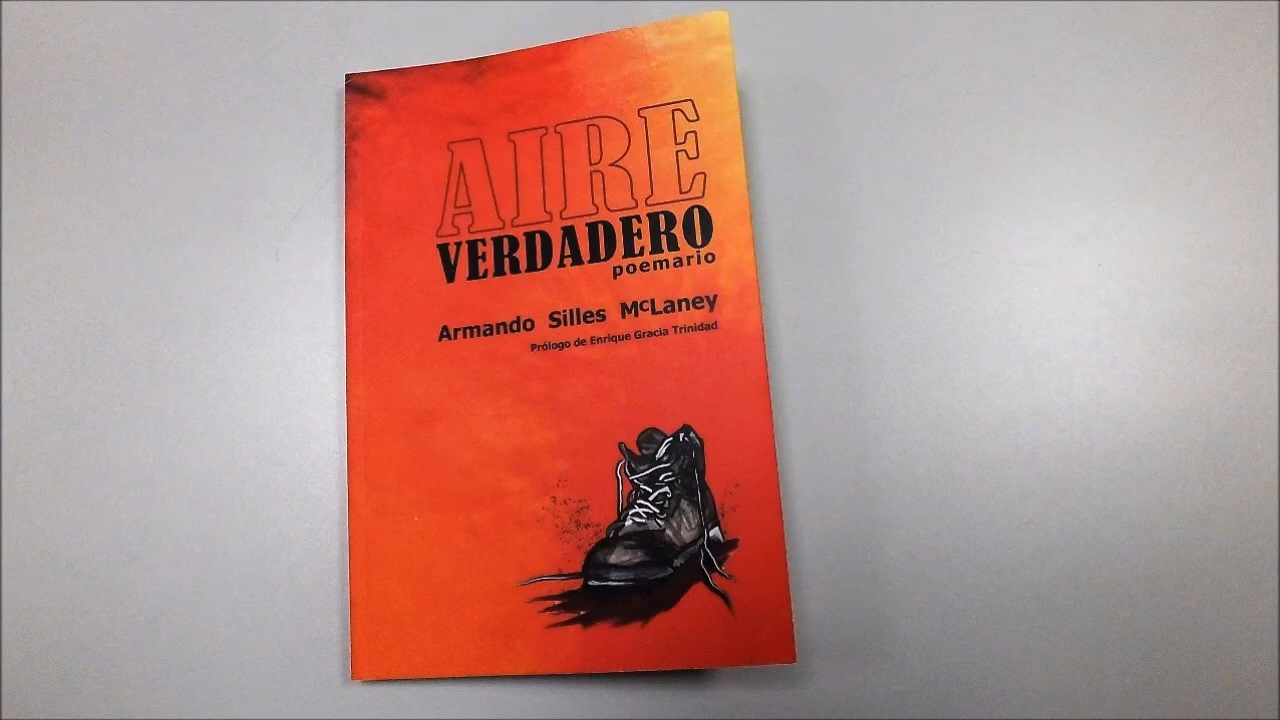 AIRE
VERDADERO
poemario
Armando Silles McLaney
Prólogo de Enrique Gracia Trinidad